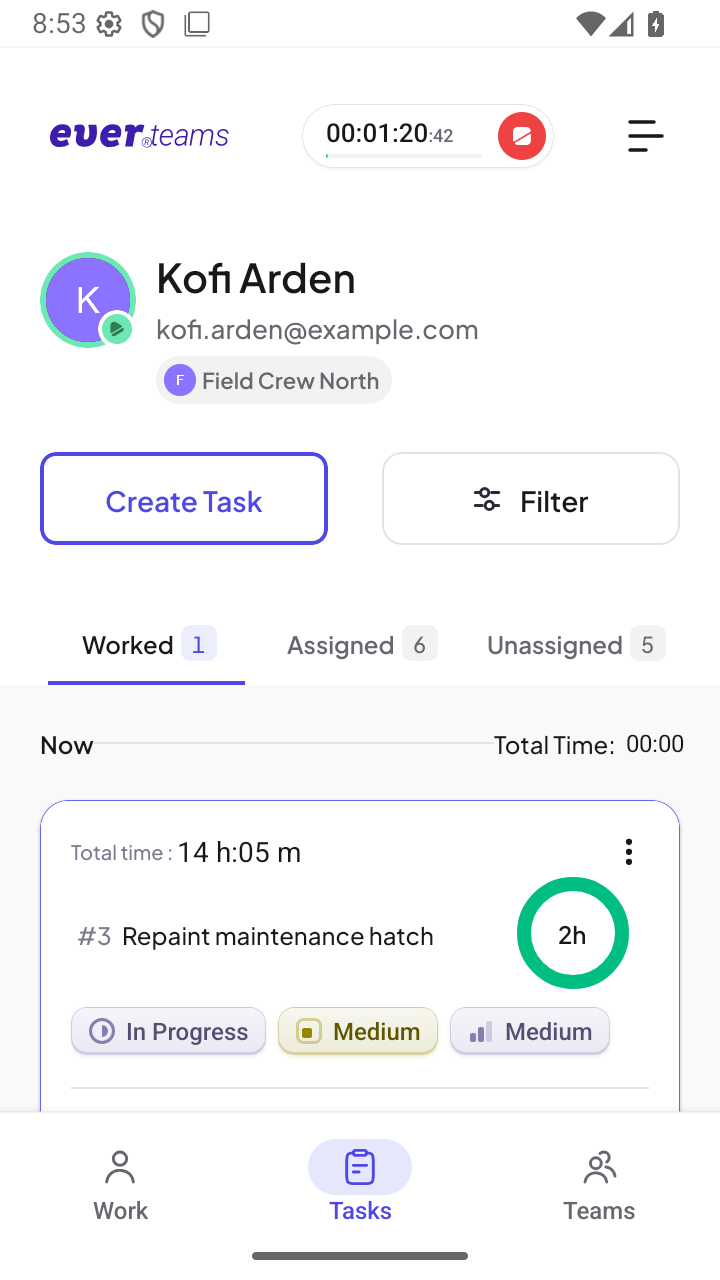 8:53
ever®teams
00:01:20:42
K
Kofi Arden
kofi.arden@example.com
F Field Crew North
Create Task
Filter
Worked 1
Assigned 6
Unassigned 5
Now
Total Time: 00:00
Total time : 14 h:05 m
#3 Repaint maintenance hatch
2h
In Progress
Medium
Medium
Work
Tasks
Teams